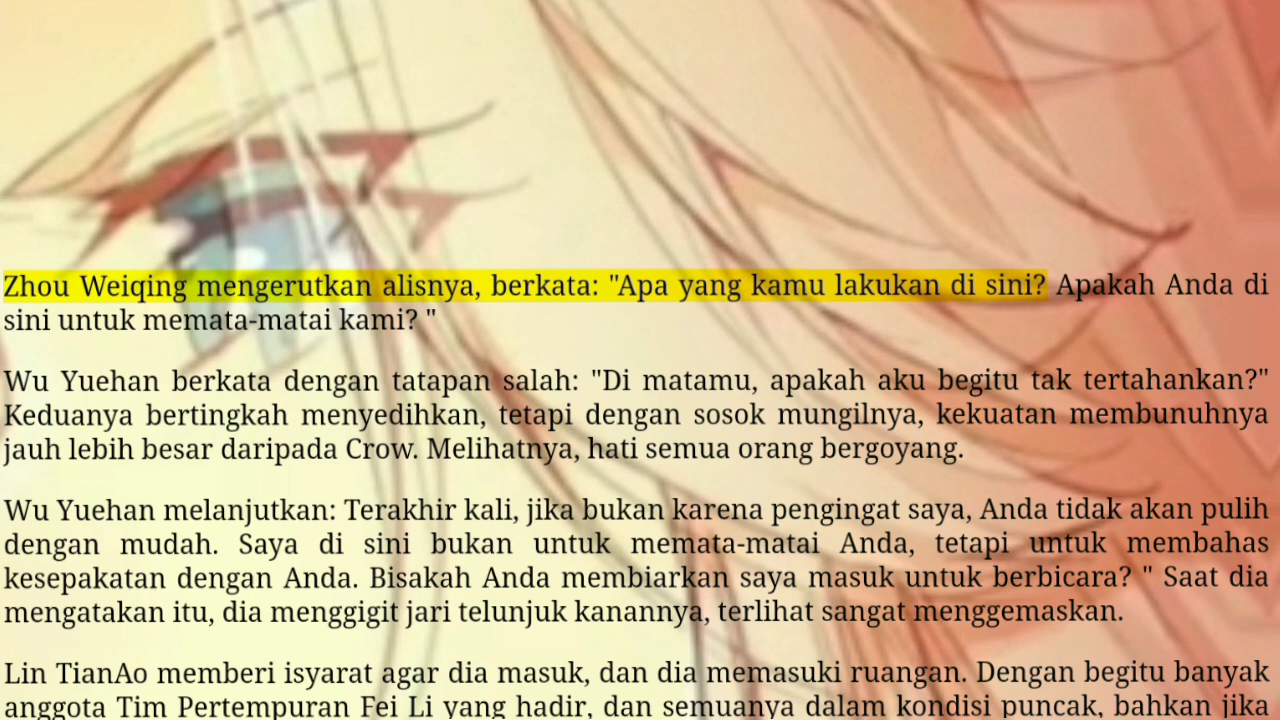 Zhou Weiqing mengerutkan alisnya, berkata: "Apa yang kamu lakukan di sini? Apakah Anda di
sini untuk memata-matai kami? "
Wu Yuehan berkata dengan tatapan salah: "Di matamu, apakah aku begitu tak tertahankan?"
Keduanya bertingkah menyedihkan, tetapi dengan sosok mungilnya, kekuatan membunuhnya
jauh lebih besar daripada Crow. Melihatnya, hati semua orang bergoyang.
Wu Yuehan melanjutkan: Terakhir kali, jika bukan karena pengingat saya, Anda tidak akan pulih
dengan mudah. Saya di sini bukan untuk memata-matai Anda, tetapi untuk membahas
kesepakatan dengan Anda. Bisakah Anda membiarkan saya masuk untuk berbicara? " Saat dia
mengatakan itu, dia menggigit jari telunjuk kanannya, terlihat sangat menggemaskan.
Lin TianAo memberi isyarat agar dia masuk, dan dia memasuki ruangan. Dengan begitu banyak
anggota Tim Pertempuran Fei Li yang hadir, dan semuanya dalam kondisi puncak, bahkan jika